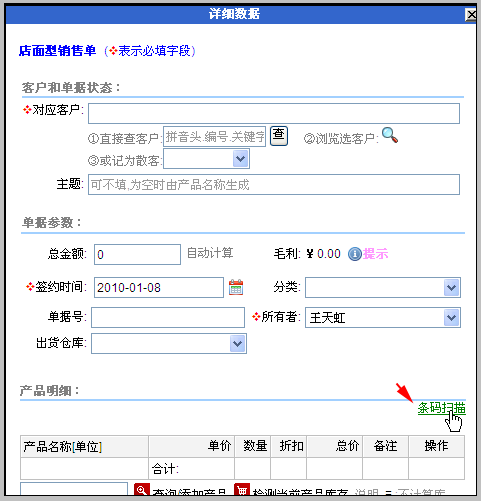 详细数据
店面型销售单 (❖表示必填字段)
客户和单据状态：
❖对应客户:
①直接查客户: 拼音头.编号.关键字 查 ②浏览选客户:
③或记为散客:
主题: 可不填,为空时由产品名称生成
单据参数：
总金额: 0 自动计算 毛利: ¥ 0.00 提示
❖签约时间: 2010-01-08 分类:
单据号: ❖所有者: 王天虹
出货仓库:
产品明细：
条码扫描
产品名称[单位] 单价 数量 折扣 总价 备注 操作
合计:
查询/添加产品 检测当前产品库存